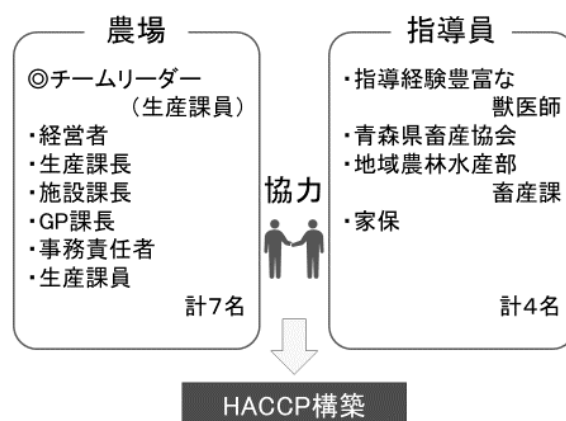 農場
◎チームリーダー
（生産課員）
・経営者
・生産課長
・施設課長
・GP課長
・事務責任者
・生産課員
計7名
協力
指導員
・指導経験豊富な
獣医師
・青森県畜産協会
・地域農林水産部
畜産課
・家保
計4名
HACCP構築